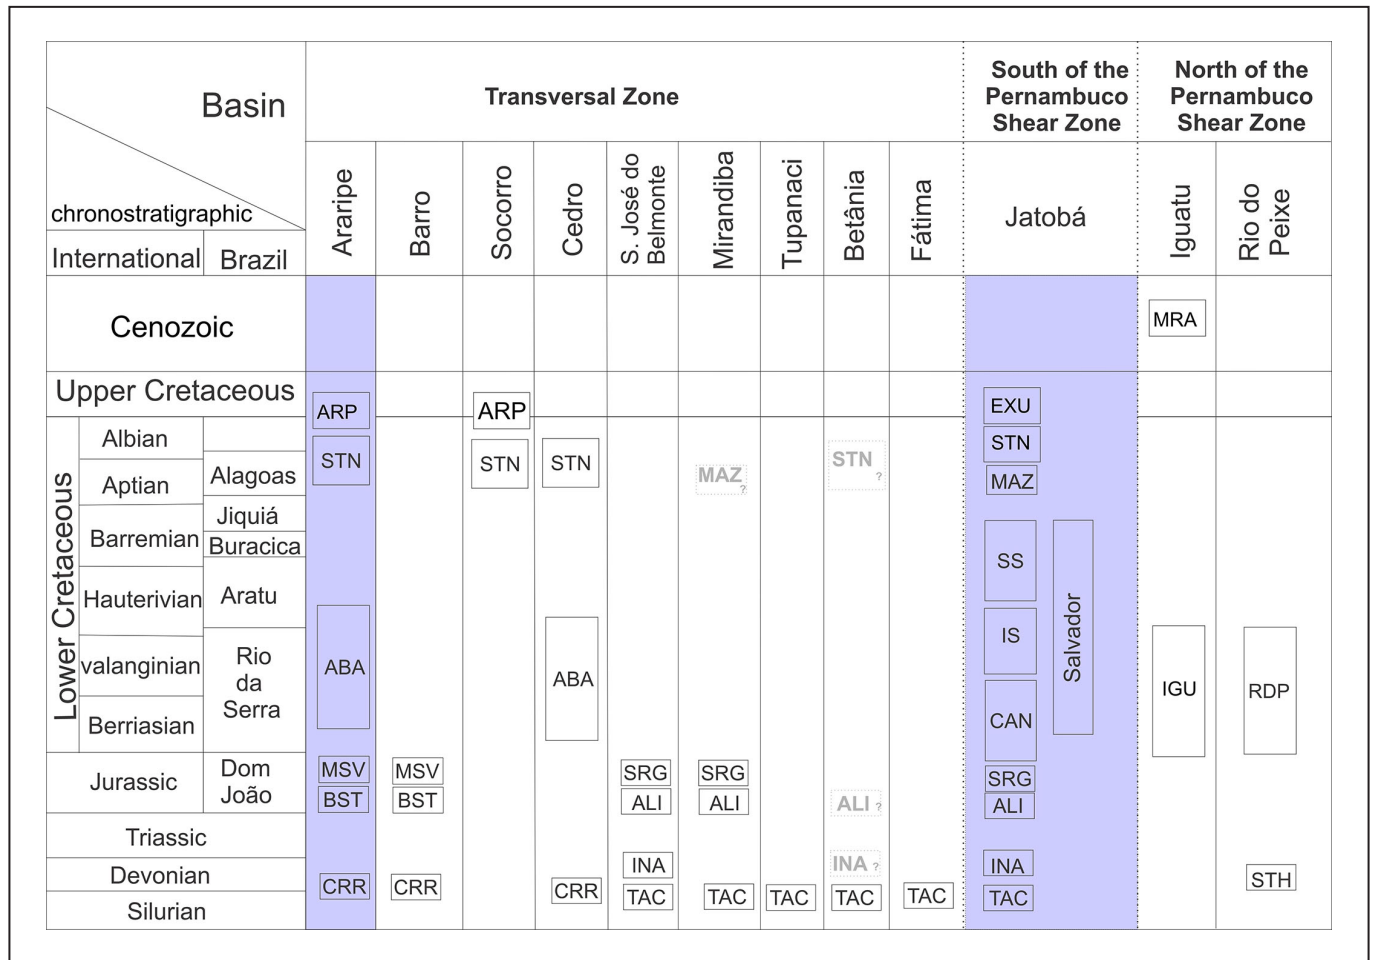 Basin
Transversal Zone
South of the
Pernambuco
Shear Zone
North of the
Pernambuco
Shear Zone
chronostratigraphic
International
Brazil
Araripe
Barro
Socorro
Cedro
S. José do
Belmonte
Mirandiba
Tupanaci
Betânia
Fátima
Jatobá
Iguatu
Rio do
Peixe
Cenozoic
MRA
Upper Cretaceous
ARP
ARP
EXU
Lower Cretaceous
Albian
STN
STN
STN
STN
?
STN
Aptian
Alagoas
MAZ
?
MAZ
Jiquiá
Barremian
Buracica
SS
Hauterivian
Aratu
IS
Salvador
valanginian
Rio
da
Serra
ABA
ABA
IGU
RDP
Berriasian
CAN
Jurassic
Dom
João
MSV
MSV
SRG
SRG
SRG
BST
BST
ALI
ALI
ALI ?
ALI
Triassic
Devonian
INA
INA ?
INA
CRR
CRR
CRR
STH
Silurian
TAC
TAC
TAC
TAC
TAC
TAC